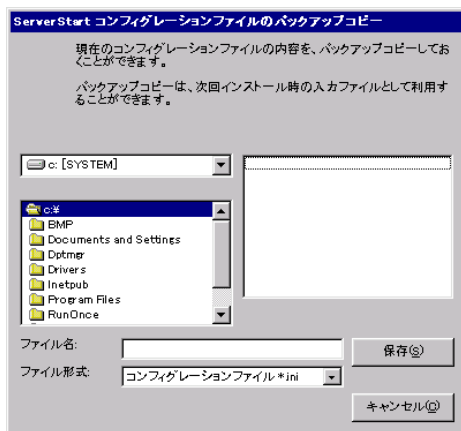 ServerStart コンフィグレーションファイルのバックアップコピー
現在のコンフィグレーションファイルの内容を、バックアップコピーしてお
くことができます。
バックアップコピーは、次回インストール時の入力ファイルとして利用す
ることができます。
c: [SYSTEM]
c:¥
BMP
Documents and Settings
Dptmgr
Drivers
Inetpub
Program Files
RunOnce
ファイル名:
保存(S)
ファイル形式:
コンフィグレーションファイル *.ini
キャンセル(C)